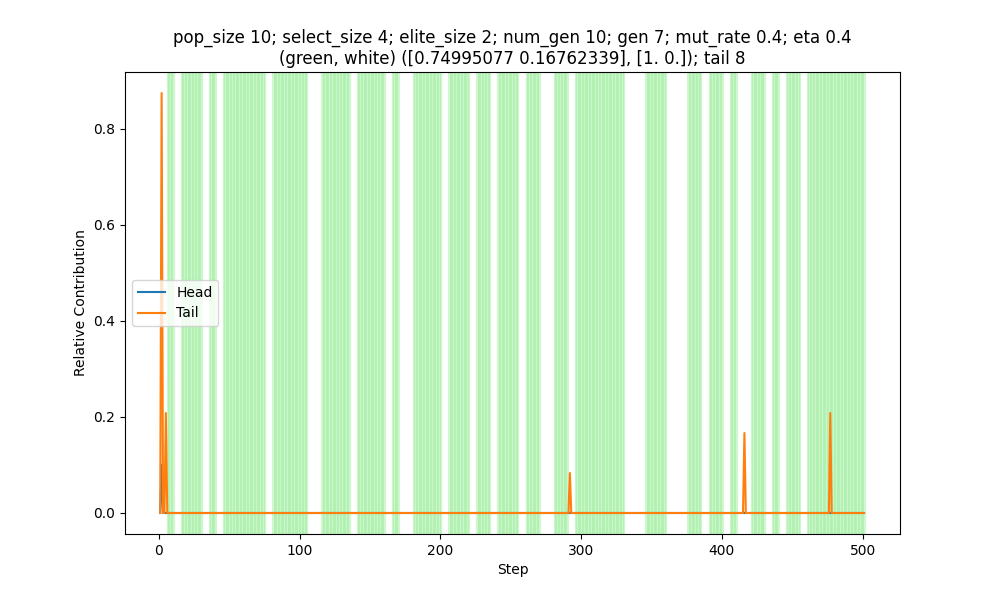 pop_size 10; select_size 4; elite_size 2; num_gen 10; gen 7; mut_rate 0.4; eta 0.4
(green, white) ([0.74995077 0.16762339], [1. 0.]); tail 8
0.8
0.6
0.4
0.2
0.0
Relative Contribution
Head
Tail
0
100
200
300
400
500
Step